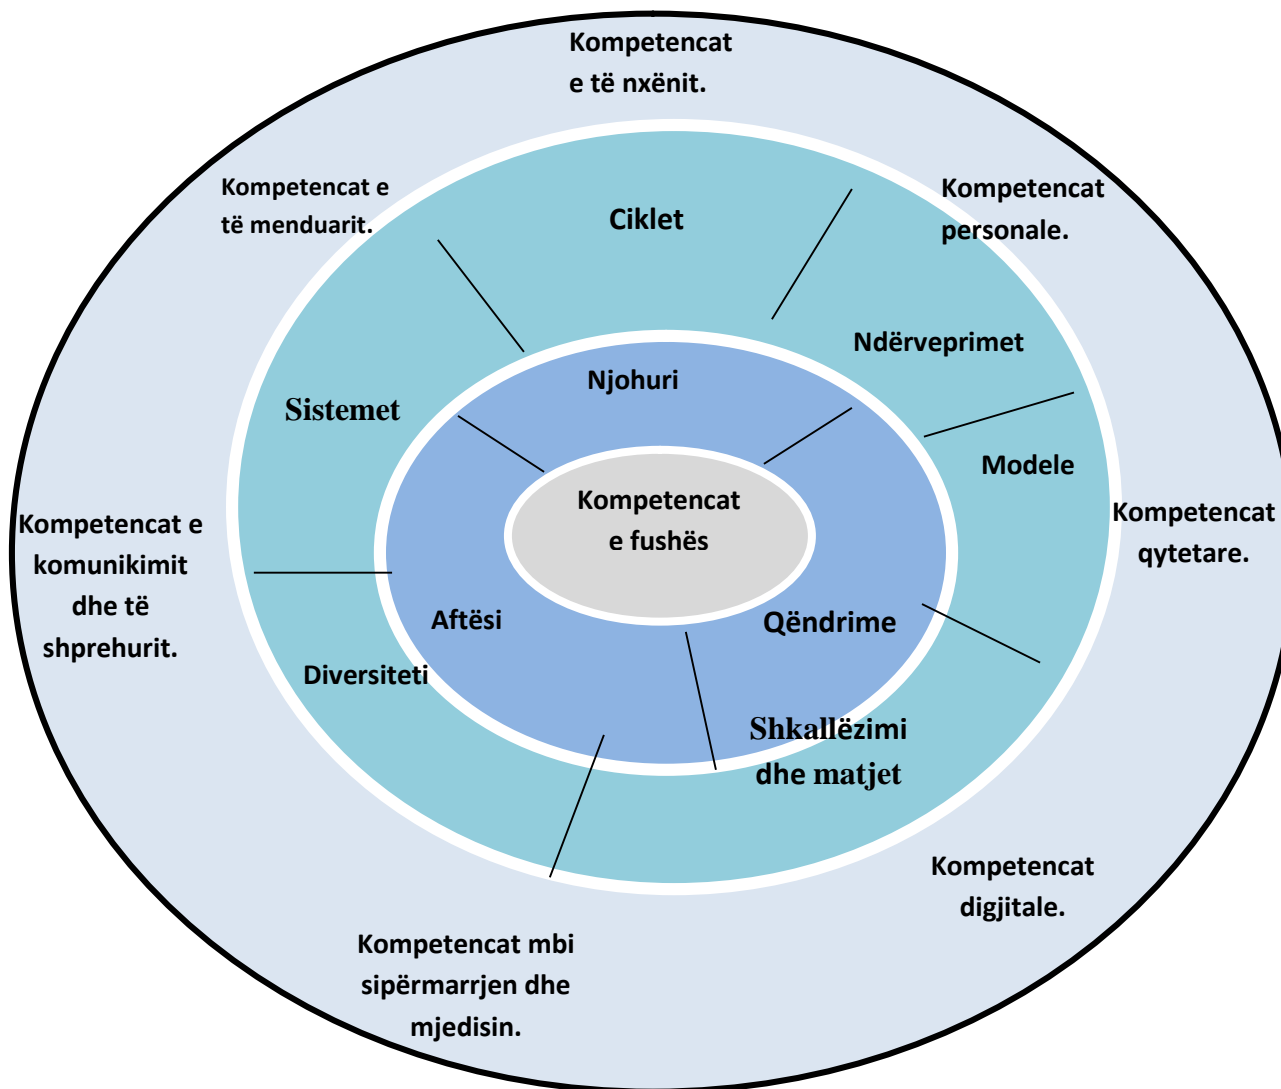 Kompetencat
e të nxënit.
Kompetencat e
të menduarit.
Kompetencat
personale.
Ciklet
Ndërveprimet
Njohuri
Sistemet
Modele
Kompetencat
e fushës
Kompetencat
qytetare.
Kompetencat e
komunikimit
dhe të
shprehurit.
Aftësi
Qëndrime
Diversiteti
Shkallëzimi
dhe matjet
Kompetencat
digjitale.
Kompetencat mbi
sipërmarrjen dhe
mjedisin.